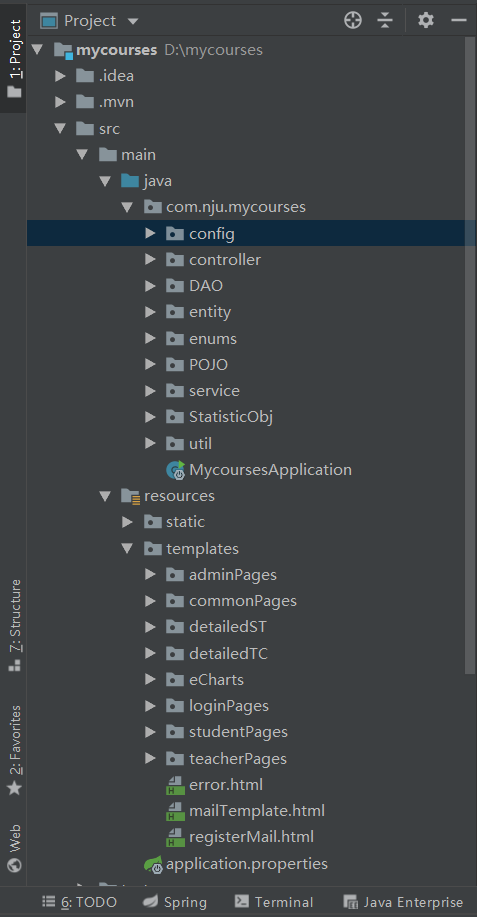 Project
1: Project
mycourses D:\mycourses
.idea
.mvn
src
main
java
com.nju.mycourses
config
controller
DAO
entity
enums
POJO
service
StatisticObj
util
MycoursesApplication
resources
static
templates
adminPages
commonPages
detailedST
detailedTC
eCharts
loginPages
studentPages
teacherPages
error.html
mailTemplate.html
registerMail.html
application.properties
7: Structure
2: Favorites
Web
6: TODO Spring Terminal Java Enterprise